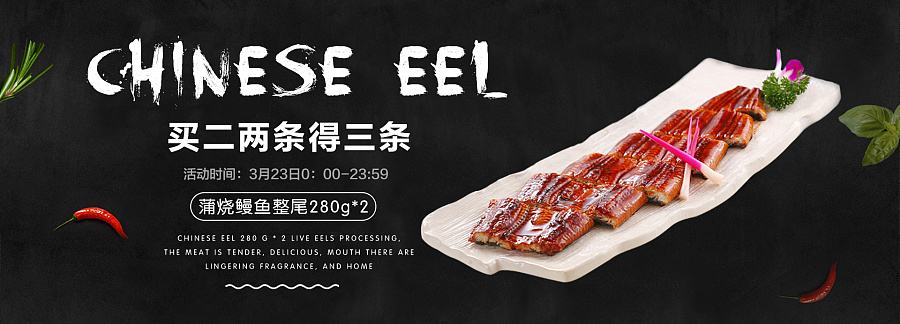 CHINESE EEL
买二两条得三条
活动时间：3月23日0：00-23:59
蒲烧鳗鱼整尾280g*2
CHINESE EEL 280 G * 2 LIVE EELS PROCESSING,
THE MEAT IS TENDER, DELICIOUS, MOUTH THERE ARE
LINGERING FRAGRANCE, AND HOME